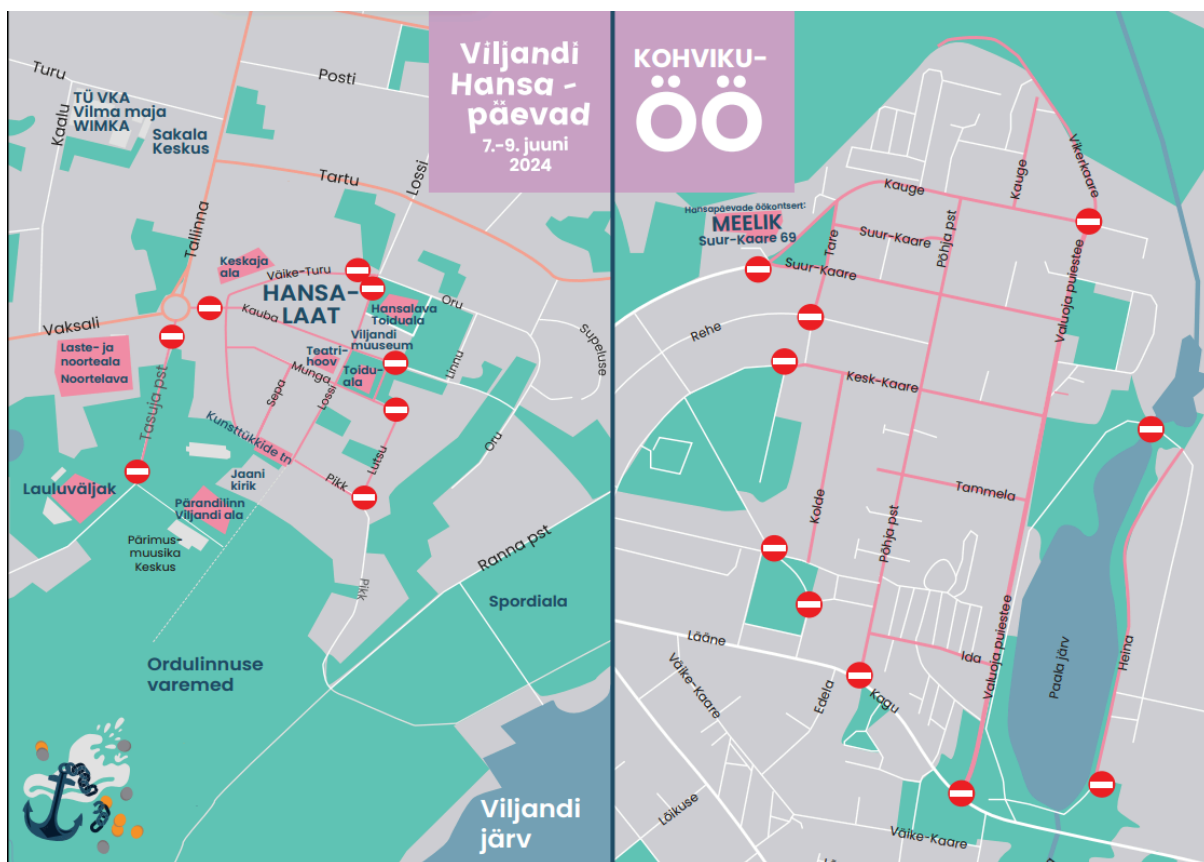 Viljandi
Hansa -
päevad
7.-9. juuni
2024
KOHVIKU-
ÖÖ
Turu
Posti
Kaalu
TÜ VKA
Vilma maja
WIMKA
Sakala
Keskus
Lossi
Tartu
Tallinna
Keskaja
ala
Väike-Turu
HANSA-
LAAT
Oru
Hansalava
Toiduala
Kauba
Vaksali
Viljandi
muuseum
Supeluse
Laste- ja
noorteala
Noortelava
Teatri-
hoov
Toidu-
ala
Linnu
Munga
Sepa
Lossi
Tasuja pst
Kunsttükkide tn
Lutsu
Oru
Jaani
kirik
Pikk
Lauluväljak
Pärandilinn
Viljandi ala
Pärimus-
muusika
Keskus
Ranna pst
Pikk
Spordiala
Ordulinnuse
varemed
Viljandi
järv
Vikerkaare
Kauge
Kauge
Hansapäevade öökontsert:
MEELIK
Suur-Kaare 69
Põhja pst
Tare
Suur-Kaare
Suur-Kaare
Valuoja puiestee
Rehe
Kesk-Kaare
Tammela
Kolde
Põhja pst
Lääne
Ida
Valuoja puiestee
Paala järv
Heina
Väike-Kaare
Edela
Kagu
Lõikuse
Väike-Kaare